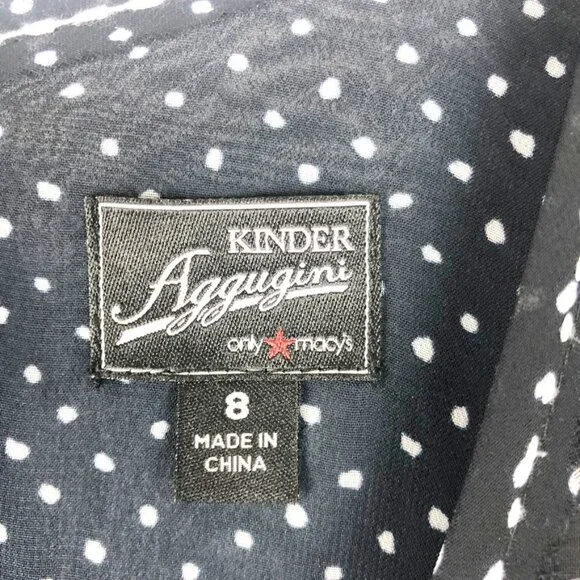 KINDER
Aggugini
only macy's
8
MADE IN
CHINA